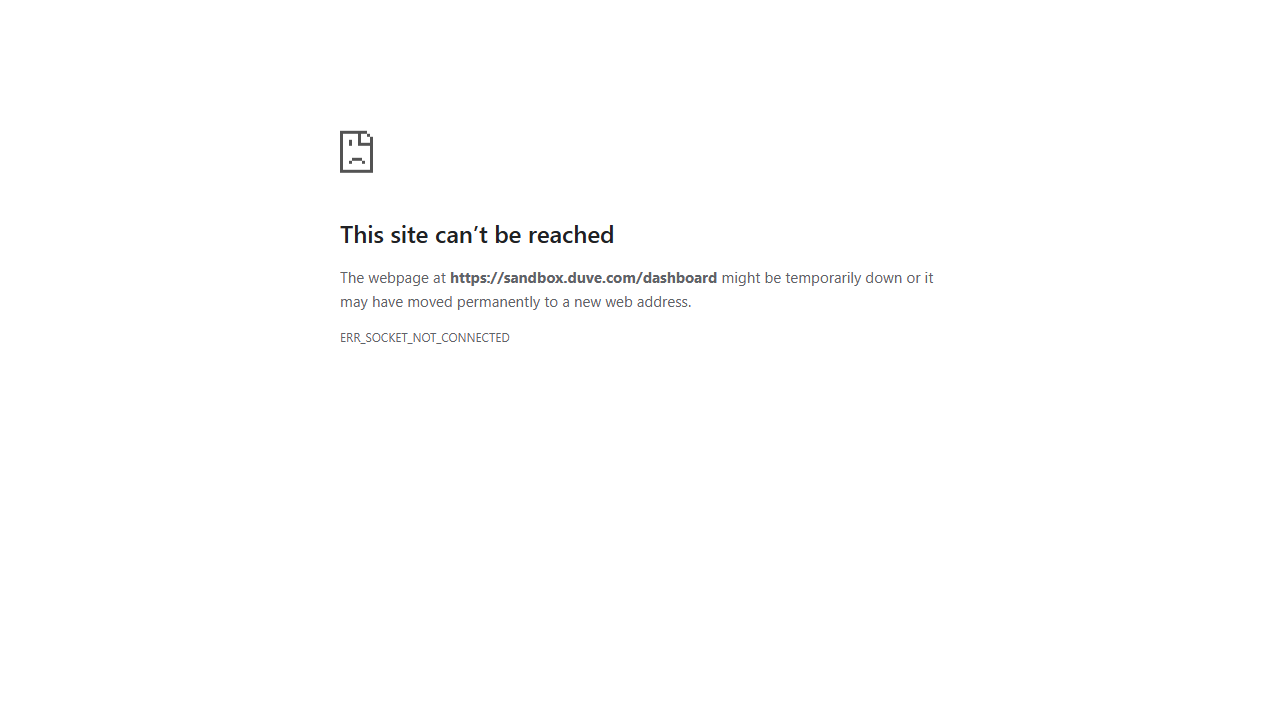 This site can’t be reached
The webpage at https://sandbox.duve.com/dashboard might be temporarily down or it
may have moved permanently to a new web address.
ERR_SOCKET_NOT_CONNECTED